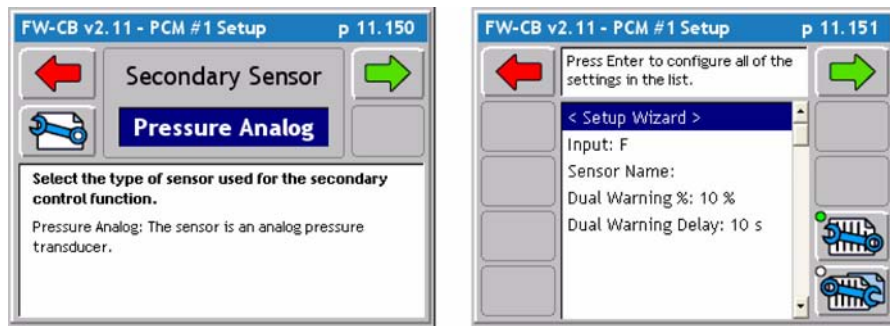 FW-CB v2.11 - PCM #1 Setup p 11.150
Secondary Sensor
Pressure Analog
Select the type of sensor used for the secondary
control function.
Pressure Analog: The sensor is an analog pressure
transducer.
FW-CB v2.11 - PCM #1 Setup p 11.151
Press Enter to configure all of the
settings in the list.
< Setup Wizard >
Input: F
Sensor Name:
Dual Warning %: 10 %
Dual Warning Delay: 10 s